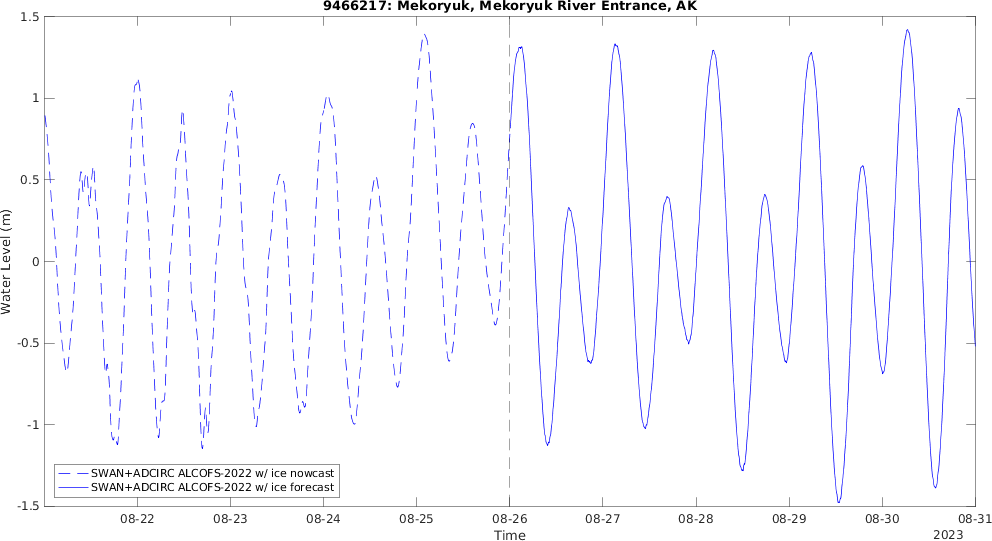 9466217: Mekoryuk, Mekoryuk River Entrance, AK
1.5
1
0.5
0
-0.5
-1
-1.5
Water Level (m)
SWAN+ADCIRC ALCOFS-2022 w/ ice nowcast
SWAN+ADCIRC ALCOFS-2022 w/ ice forecast
08-22 08-23 08-24 08-25 08-26 08-27 08-28 08-29 08-30 08-31
Time
2023